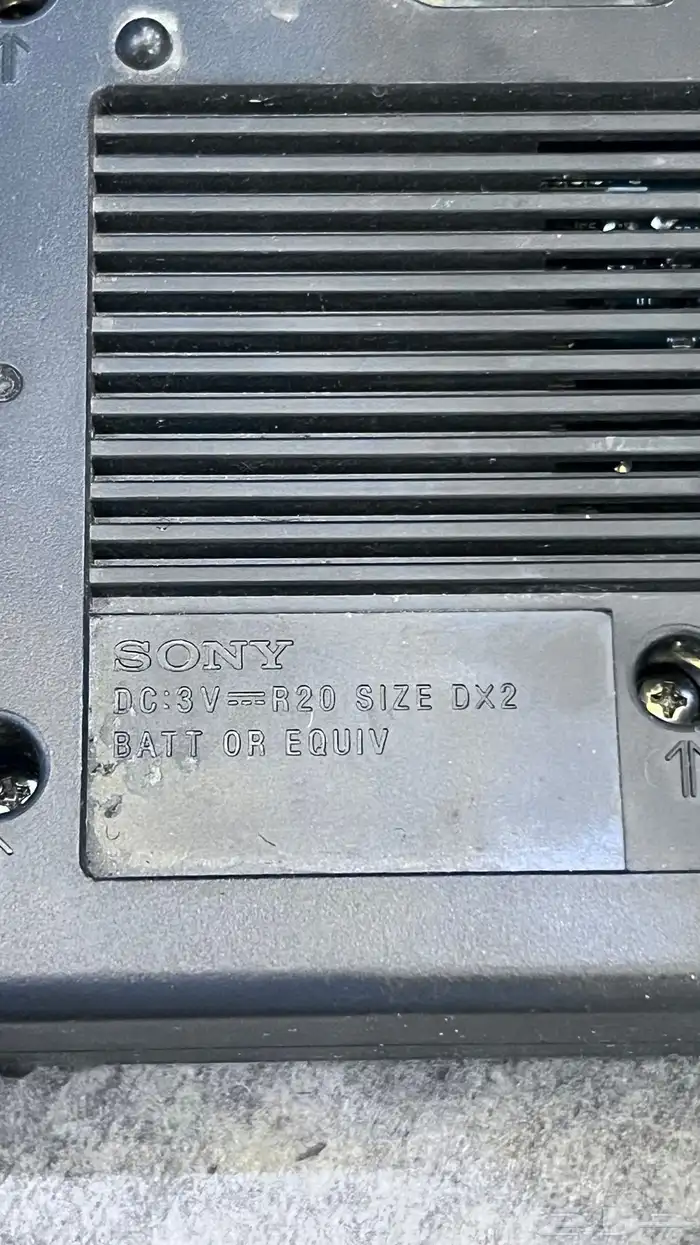 SONY
DC:3V⎓R20 SIZE DX2
BATT OR EQUIV